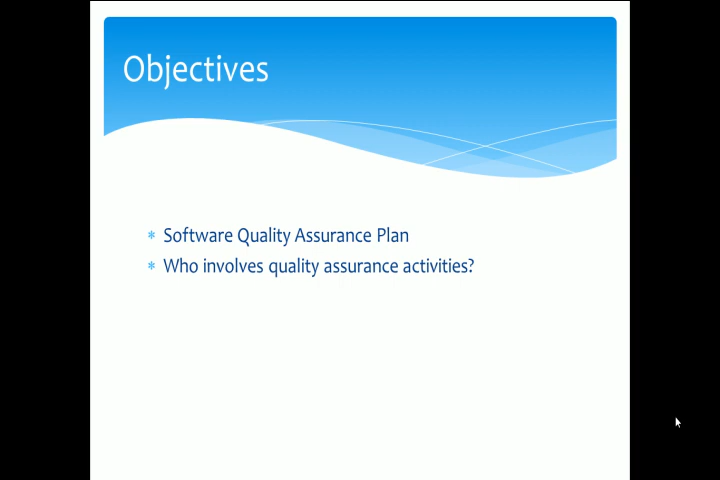 Objectives
* Software Quality Assurance Plan
* Who involves quality assurance activities?